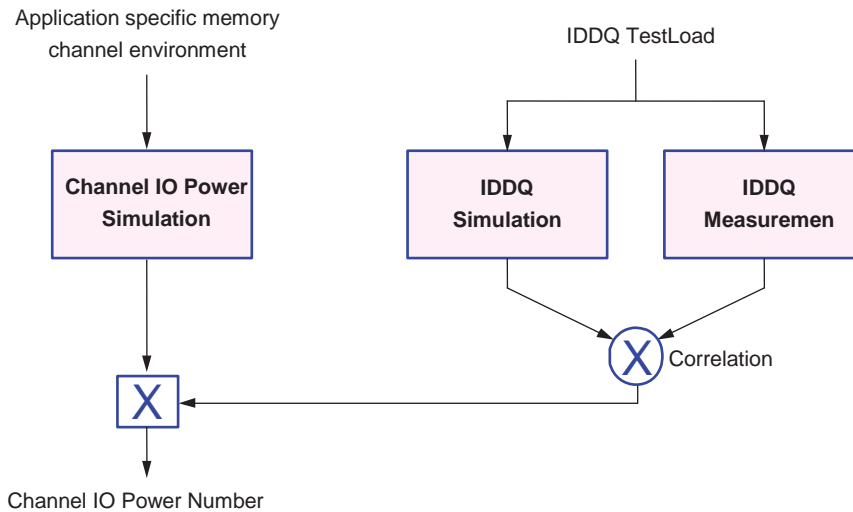 Application specific memory
channel environment
IDDQ TestLoad
Channel IO Power
Simulation
IDDQ
Simulation
IDDQ
Measuremen
X
Correlation
X
Channel IO Power Number